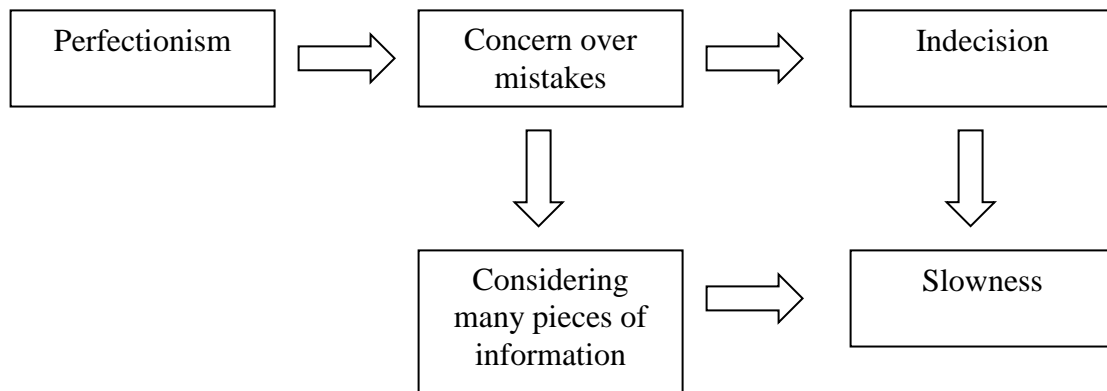 Perfectionism
Concern over
mistakes
Indecision
Considering
many pieces of
information
Slowness